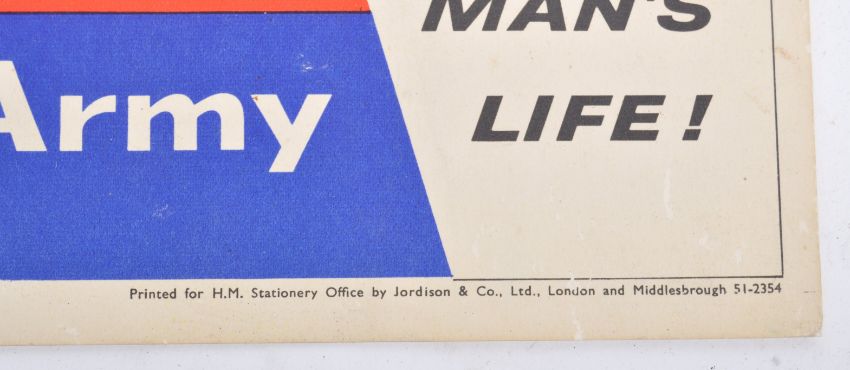 MAN'S
Army
LIFE!
Printed for H.M. Stationery Office by Jordison & Co., Ltd., London and Middlesbrough 51-2354